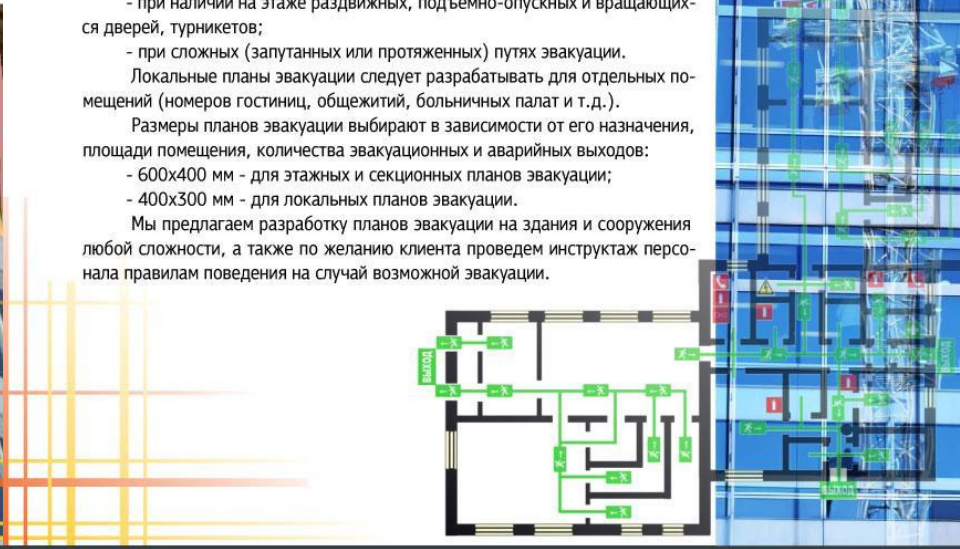 - при наличии на этаже раздвижных, подъемно-опускных и вращающих-
ся дверей, турникетов;
- при сложных (запутанных или протяженных) путях эвакуации.
Локальные планы эвакуации следует разрабатывать для отдельных по-
мещений (номеров гостиниц, общежитий, больничных палат и т.д.).
Размеры планов эвакуации выбирают в зависимости от его назначения,
площади помещения, количества эвакуационных и аварийных выходов:
- 600х400 мм - для этажных и секционных планов эвакуации;
- 400х300 мм - для локальных планов эвакуации.
Мы предлагаем разработку планов эвакуации на здания и сооружения
любой сложности, а также по желанию клиента проведем инструктаж персо-
нала правилам поведения на случай возможной эвакуации.
ВЫХОД
ВЫХОД
ВЫХОД